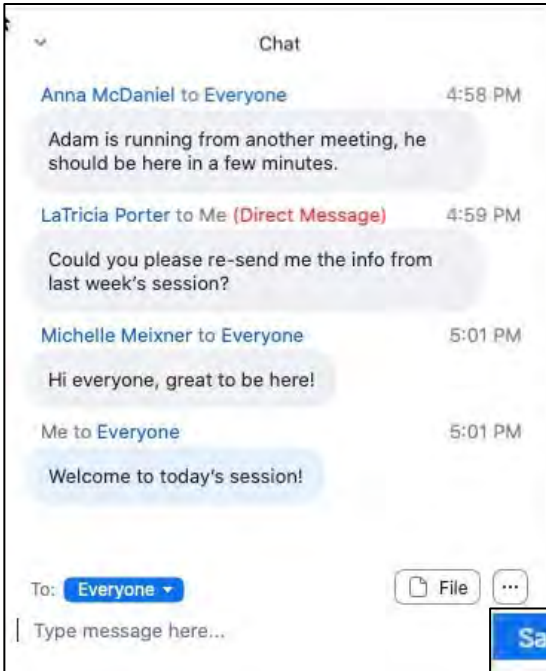 Chat
Anna McDaniel to Everyone 4:58 PM
Adam is running from another meeting, he
should be here in a few minutes.
LaTricia Porter to Me (Direct Message) 4:59 PM
Could you please re-send me the info from
last week's session?
Michelle Meixner to Everyone 5:01 PM
Hi everyone, great to be here!
Me to Everyone 5:01 PM
Welcome to today's session!
To: Everyone File ...
Type message here...
Sa